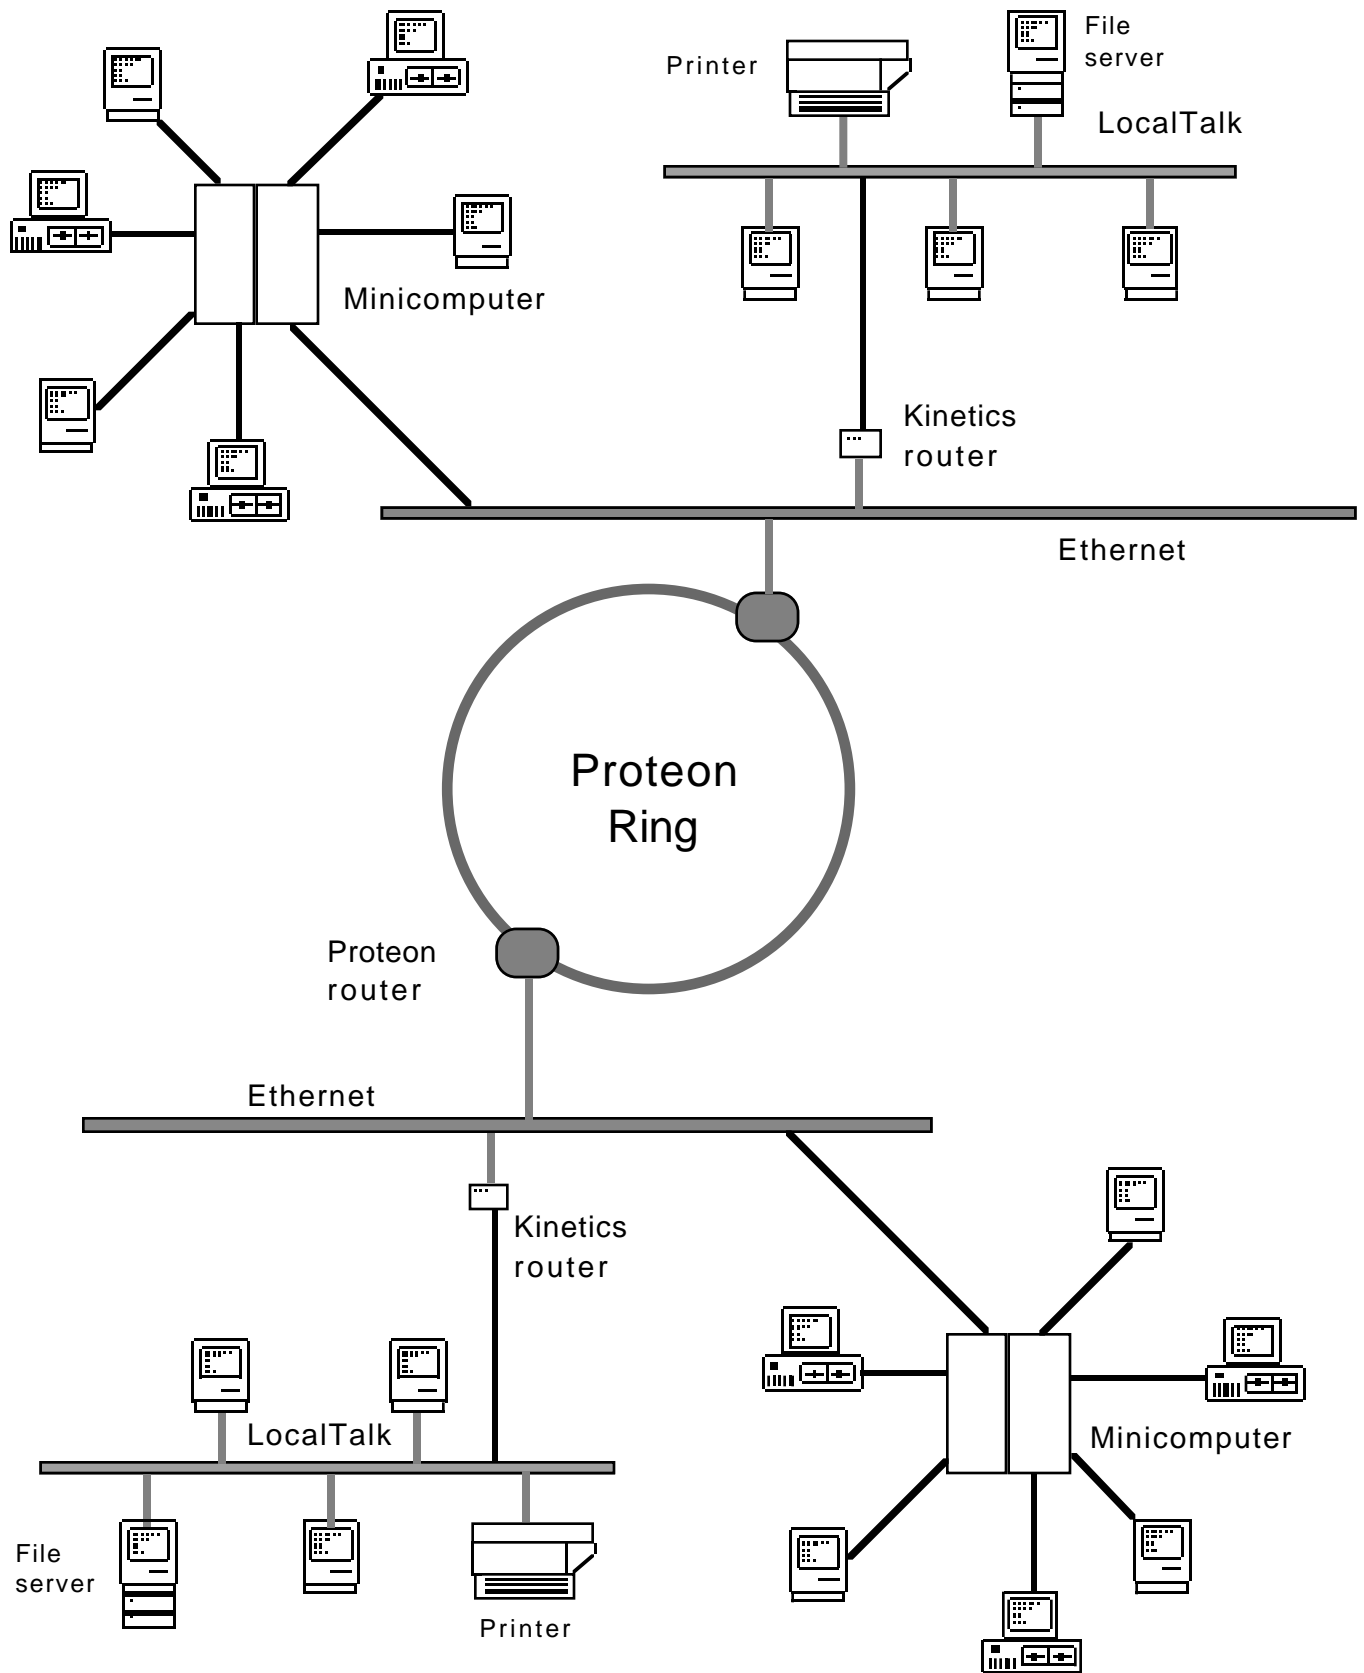 File
server
Printer
LocalTalk
Minicomputer
Kinetics
router
Ethernet
Proteon
Ring
Proteon
router
Ethernet
Kinetics
router
LocalTalk
Minicomputer
File
server
Printer